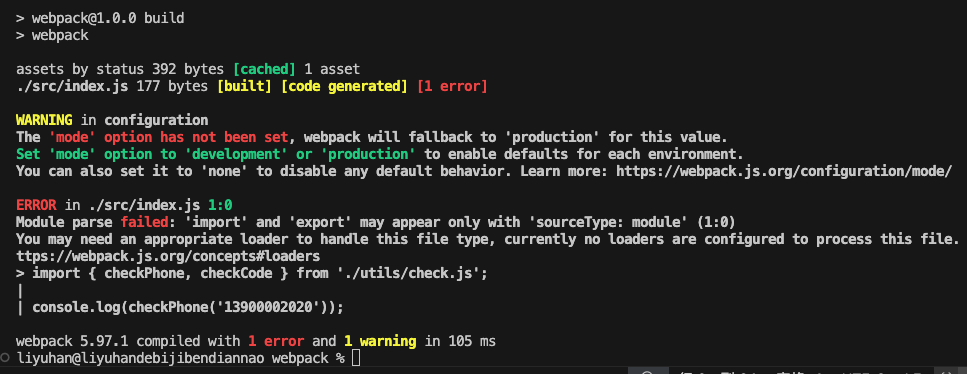 > webpack@1.0.0 build
> webpack
assets by status 392 bytes [cached] 1 asset
./src/index.js 177 bytes [built] [code generated] [1 error]
WARNING in configuration
The 'mode' option has not been set, webpack will fallback to 'production' for this value.
Set 'mode' option to 'development' or 'production' to enable defaults for each environment.
You can also set it to 'none' to disable any default behavior. Learn more: https://webpack.js.org/configuration/mode/
ERROR in ./src/index.js 1:0
Module parse failed: 'import' and 'export' may appear only with 'sourceType: module' (1:0)
You may need an appropriate loader to handle this file type, currently no loaders are configured to process this file.
ttps://webpack.js.org/concepts#loaders
> import { checkPhone, checkCode } from './utils/check.js';
|
| console.log(checkPhone('13900002020'));
webpack 5.97.1 compiled with 1 error and 1 warning in 105 ms
liyuhan@liyuhandebijibendiannao webpack %